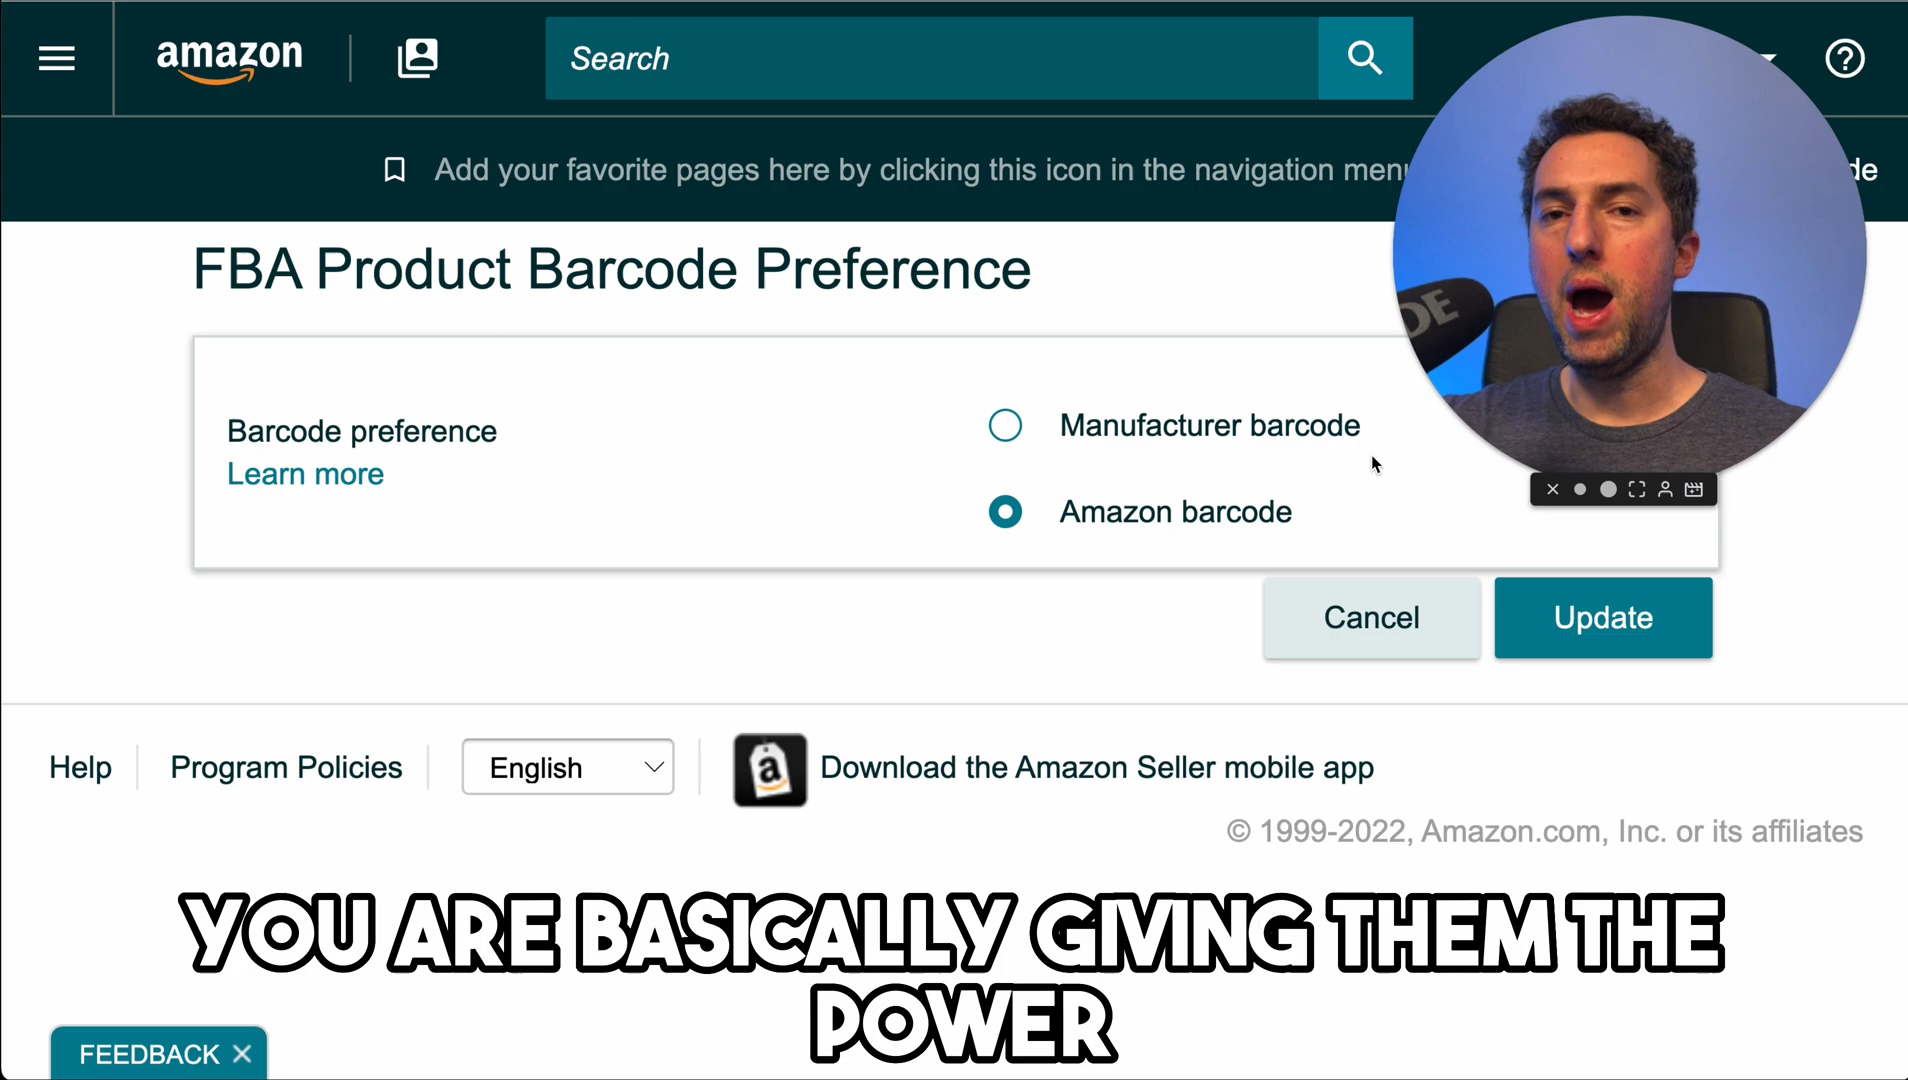 amazon
Search
Add your favorite pages here by clicking this icon in the navigation menu
de
FBA Product Barcode Preference
DE
Barcode preference
Learn more
Manufacturer barcode
Amazon barcode
Cancel
Update
Help
Program Policies
English
a
Download the Amazon Seller mobile app
© 1999-2022, Amazon.com, Inc. or its affiliates
YOU ARE BASICALLY GIVING THEM THE
POWER
FEEDBACK